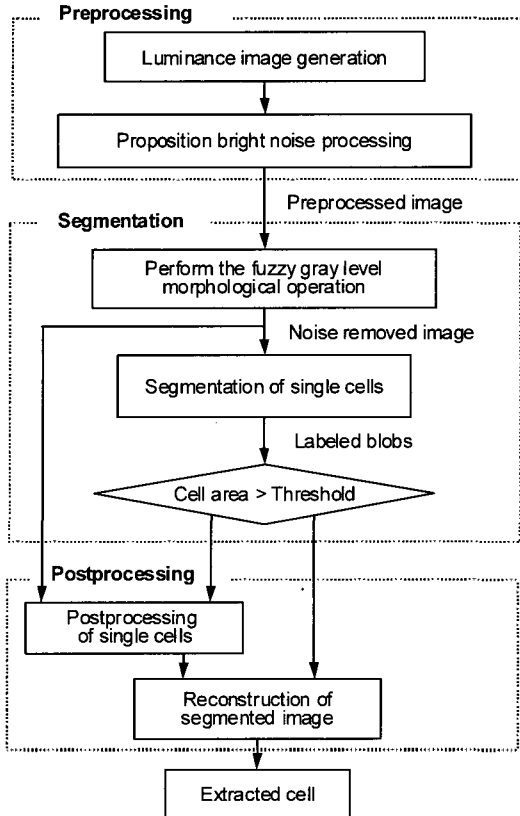 Preprocessing
Luminance image generation
Proposition bright noise processing
Preprocessed image
Segmentation
Perform the fuzzy gray level
morphological operation
Noise removed image
Segmentation of single cells
Labeled blobs
Cell area > Threshold
Postprocessing
Postprocessing
of single cells
Reconstruction of
segmented image
Extracted cell